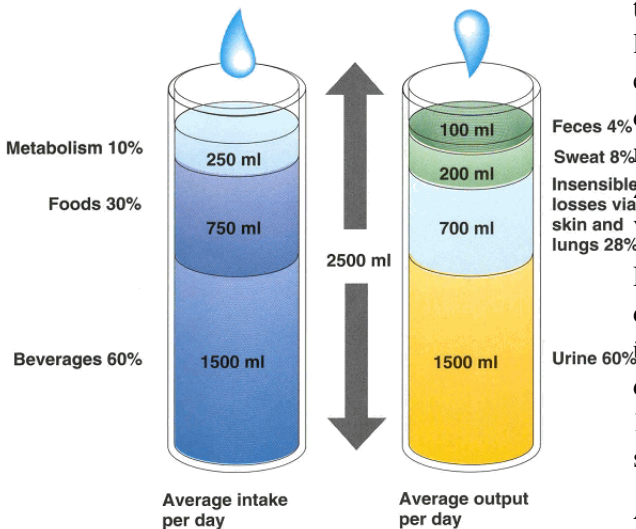 Metabolism 10%
250 ml
Foods 30%
750 ml
Beverages 60%
1500 ml
Average intake
per day
2500 ml
100 ml
Feces 4%
200 ml
Sweat 8%
700 ml
Insensible
losses via
skin and
lungs 28%
1500 ml
Urine 60%
Average output
per day